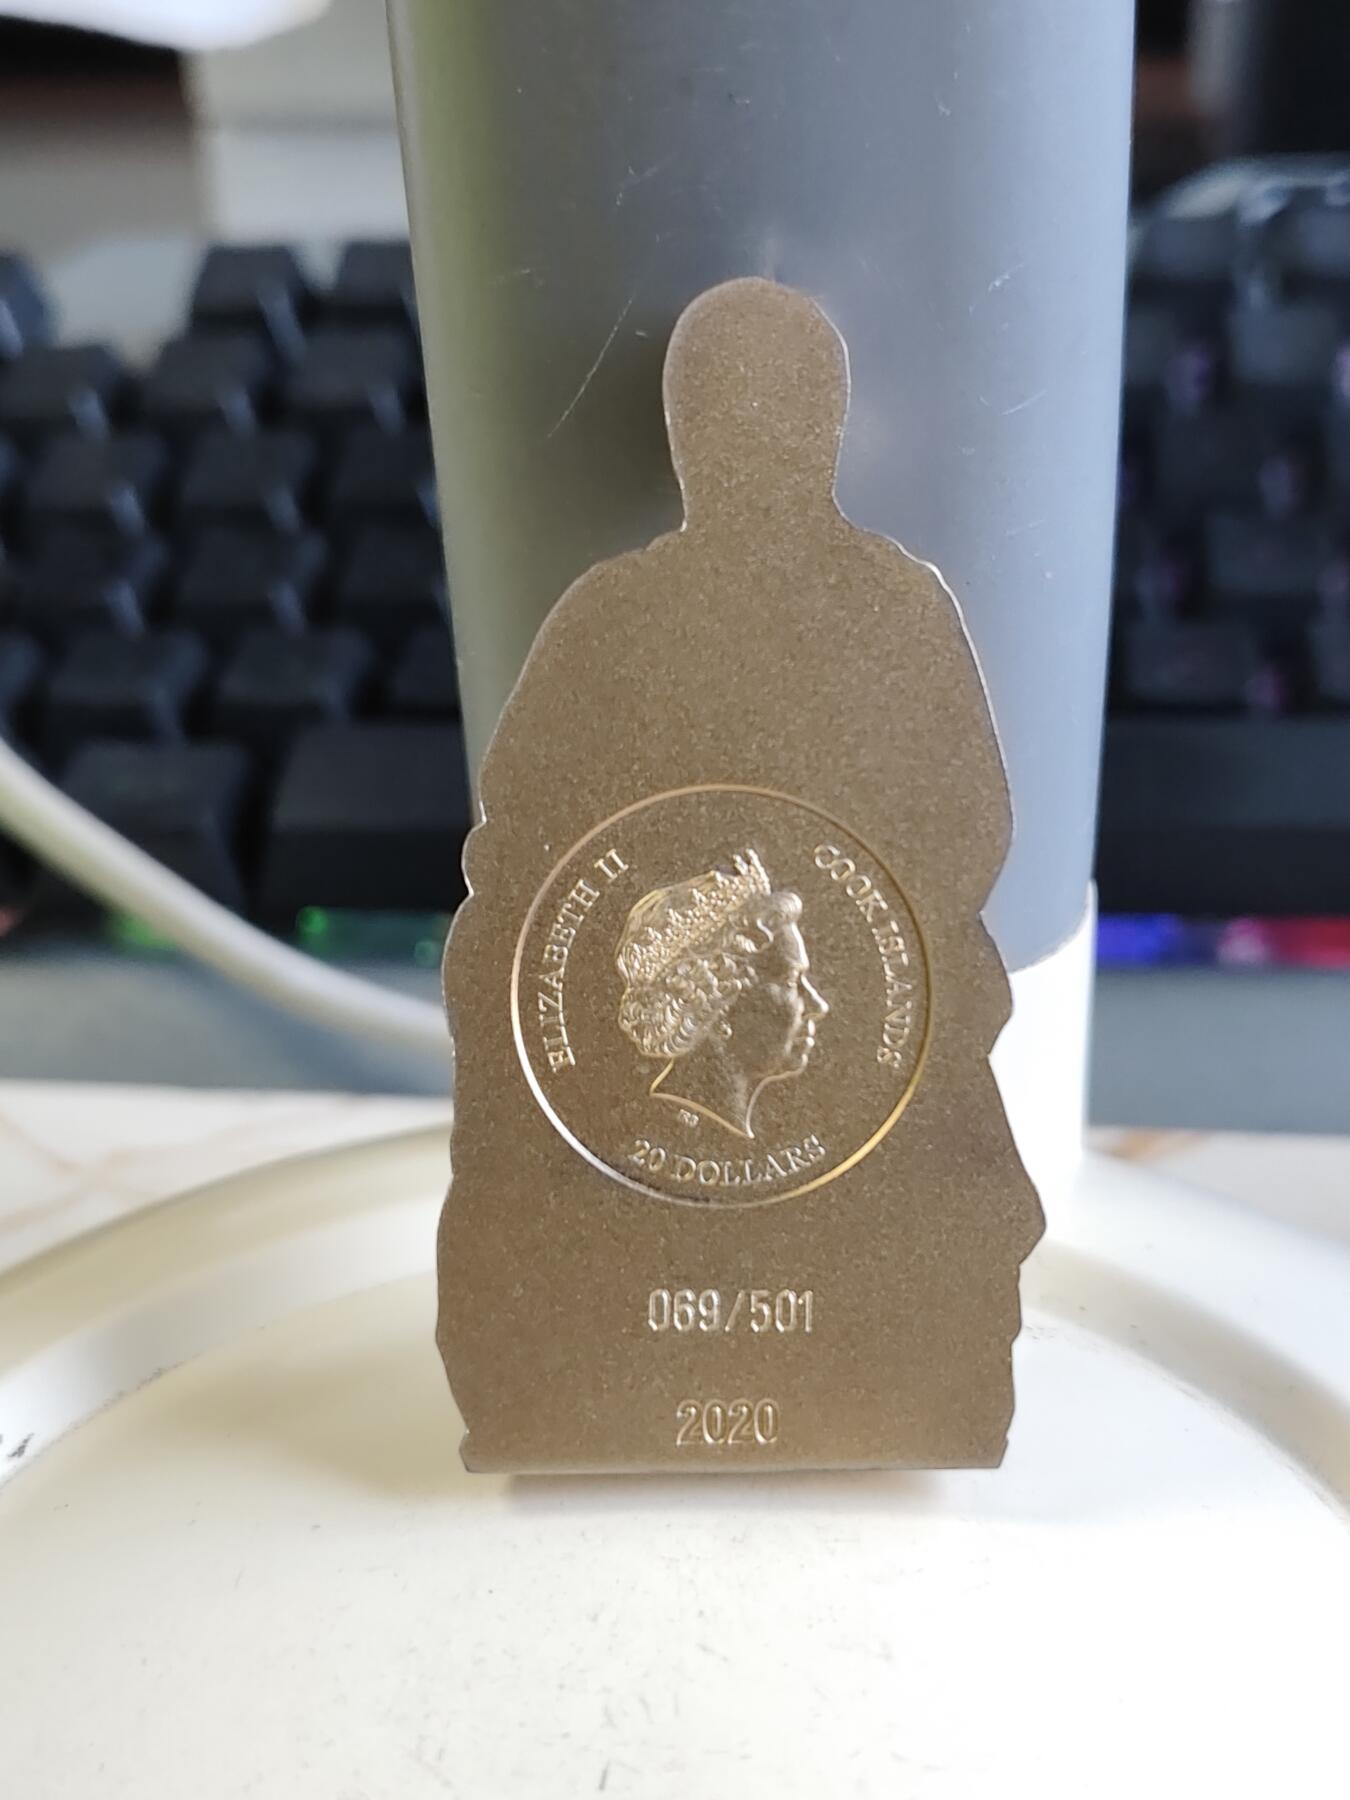 ELIZABETH II
COOK ISLANDS
20 DOLLARS
069/501
2020